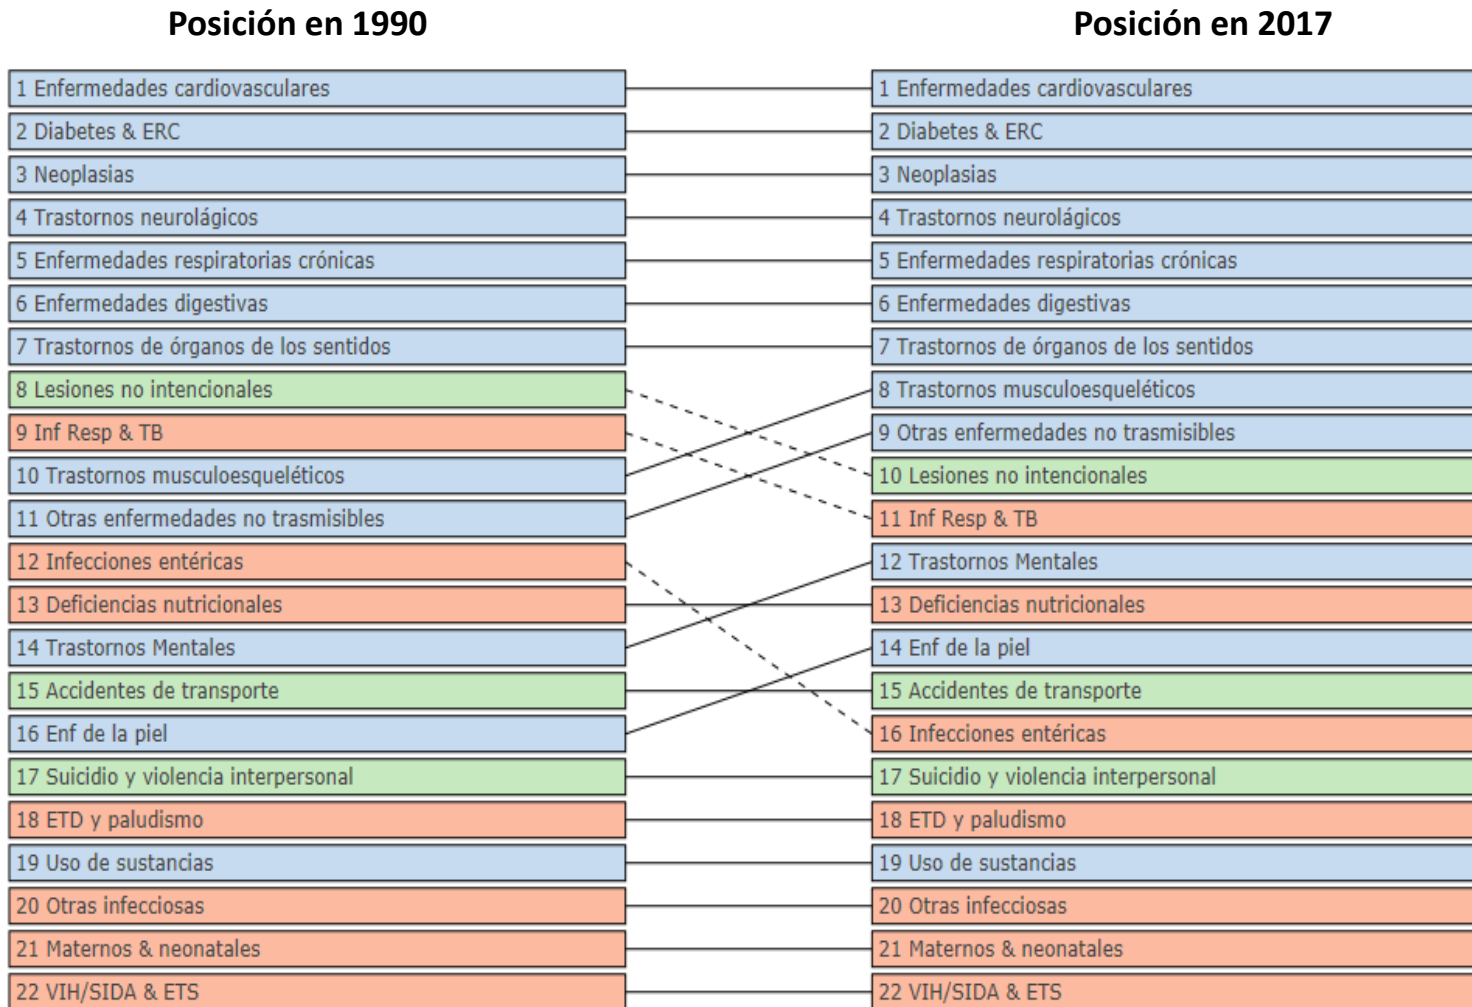 Posición en 1990
Posición en 2017
1 Enfermedades cardiovasculares
1 Enfermedades cardiovasculares
2 Diabetes & ERC
2 Diabetes & ERC
3 Neoplasias
3 Neoplasias
4 Trastornos neurolágicos
4 Trastornos neurolágicos
5 Enfermedades respiratorias crónicas
5 Enfermedades respiratorias crónicas
6 Enfermedades digestivas
6 Enfermedades digestivas
7 Trastornos de órganos de los sentidos
7 Trastornos de órganos de los sentidos
8 Lesiones no intencionales
8 Trastornos musculoesqueléticos
9 Inf Resp & TB
9 Otras enfermedades no trasmisibles
10 Trastornos musculoesqueléticos
10 Lesiones no intencionales
11 Otras enfermedades no trasmisibles
11 Inf Resp & TB
12 Infecciones entéricas
12 Trastornos Mentales
13 Deficiencias nutricionales
13 Deficiencias nutricionales
14 Trastornos Mentales
14 Enf de la piel
15 Accidentes de transporte
15 Accidentes de transporte
16 Enf de la piel
16 Infecciones entéricas
17 Suicidio y violencia interpersonal
17 Suicidio y violencia interpersonal
18 ETD y paludismo
18 ETD y paludismo
19 Uso de sustancias
19 Uso de sustancias
20 Otras infecciosas
20 Otras infecciosas
21 Maternos & neonatales
21 Maternos & neonatales
22 VIH/SIDA & ETS
22 VIH/SIDA & ETS